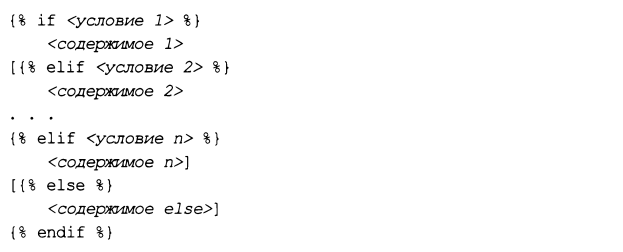 {% if <условие 1> %}
<содержимое 1>
[{% elif <условие 2> %}
<содержимое 2>
. . .
{% elif <условие n> %}
<содержимое n>]
[{% else %}
<содержимое else>]
{% endif %}